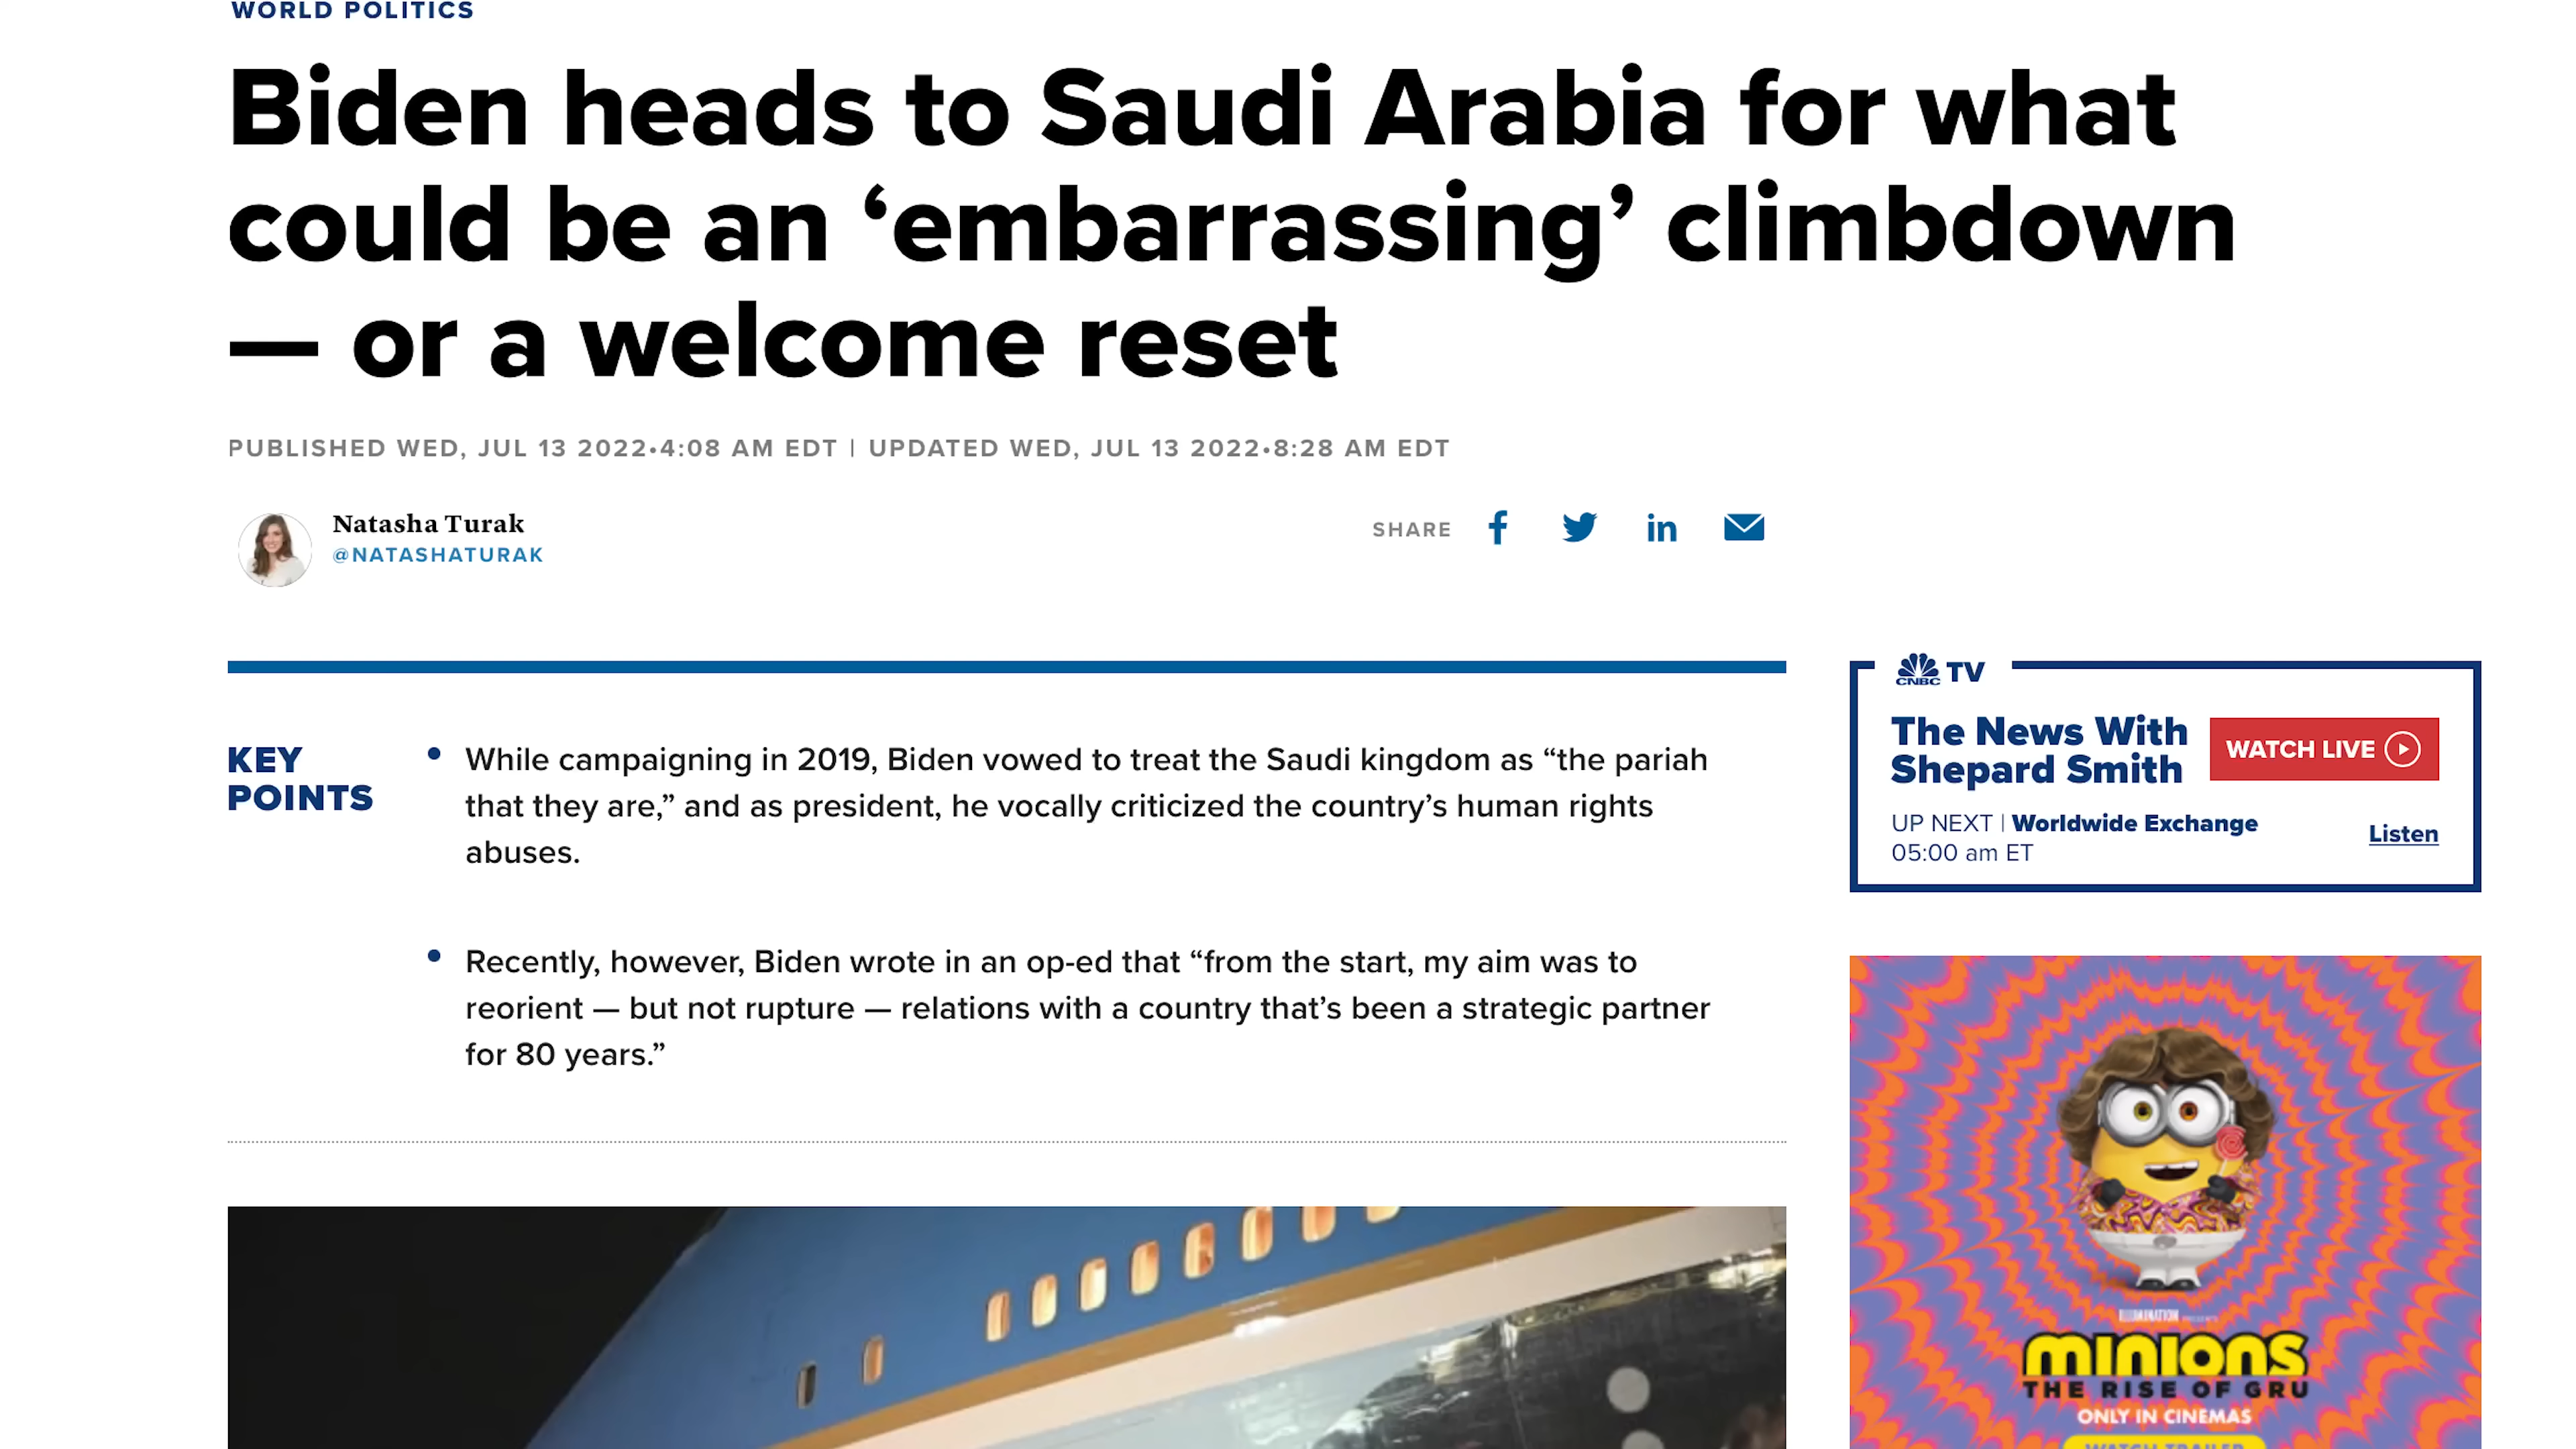 WORLD POLITICS
Biden heads to Saudi Arabia for what
could be an ‘embarrassing’ climbdown
— or a welcome reset
PUBLISHED WED, JUL 13 2022•4:08 AM EDT | UPDATED WED, JUL 13 2022•8:28 AM EDT
Natasha Turak
@NATASHATURAK
SHARE
KEY
POINTS
While campaigning in 2019, Biden vowed to treat the Saudi kingdom as “the pariah
that they are,” and as president, he vocally criticized the country’s human rights
abuses.
Recently, however, Biden wrote in an op-ed that “from the start, my aim was to
reorient — but not rupture — relations with a country that’s been a strategic partner
for 80 years.”
CNBC TV
The News With
Shepard Smith
WATCH LIVE
UP NEXT | Worldwide Exchange
05:00 am ET
Listen
ILLUMINATION PRESENTS
minions
THE RISE OF GRU
ONLY IN CINEMAS
WATCH TRAILER